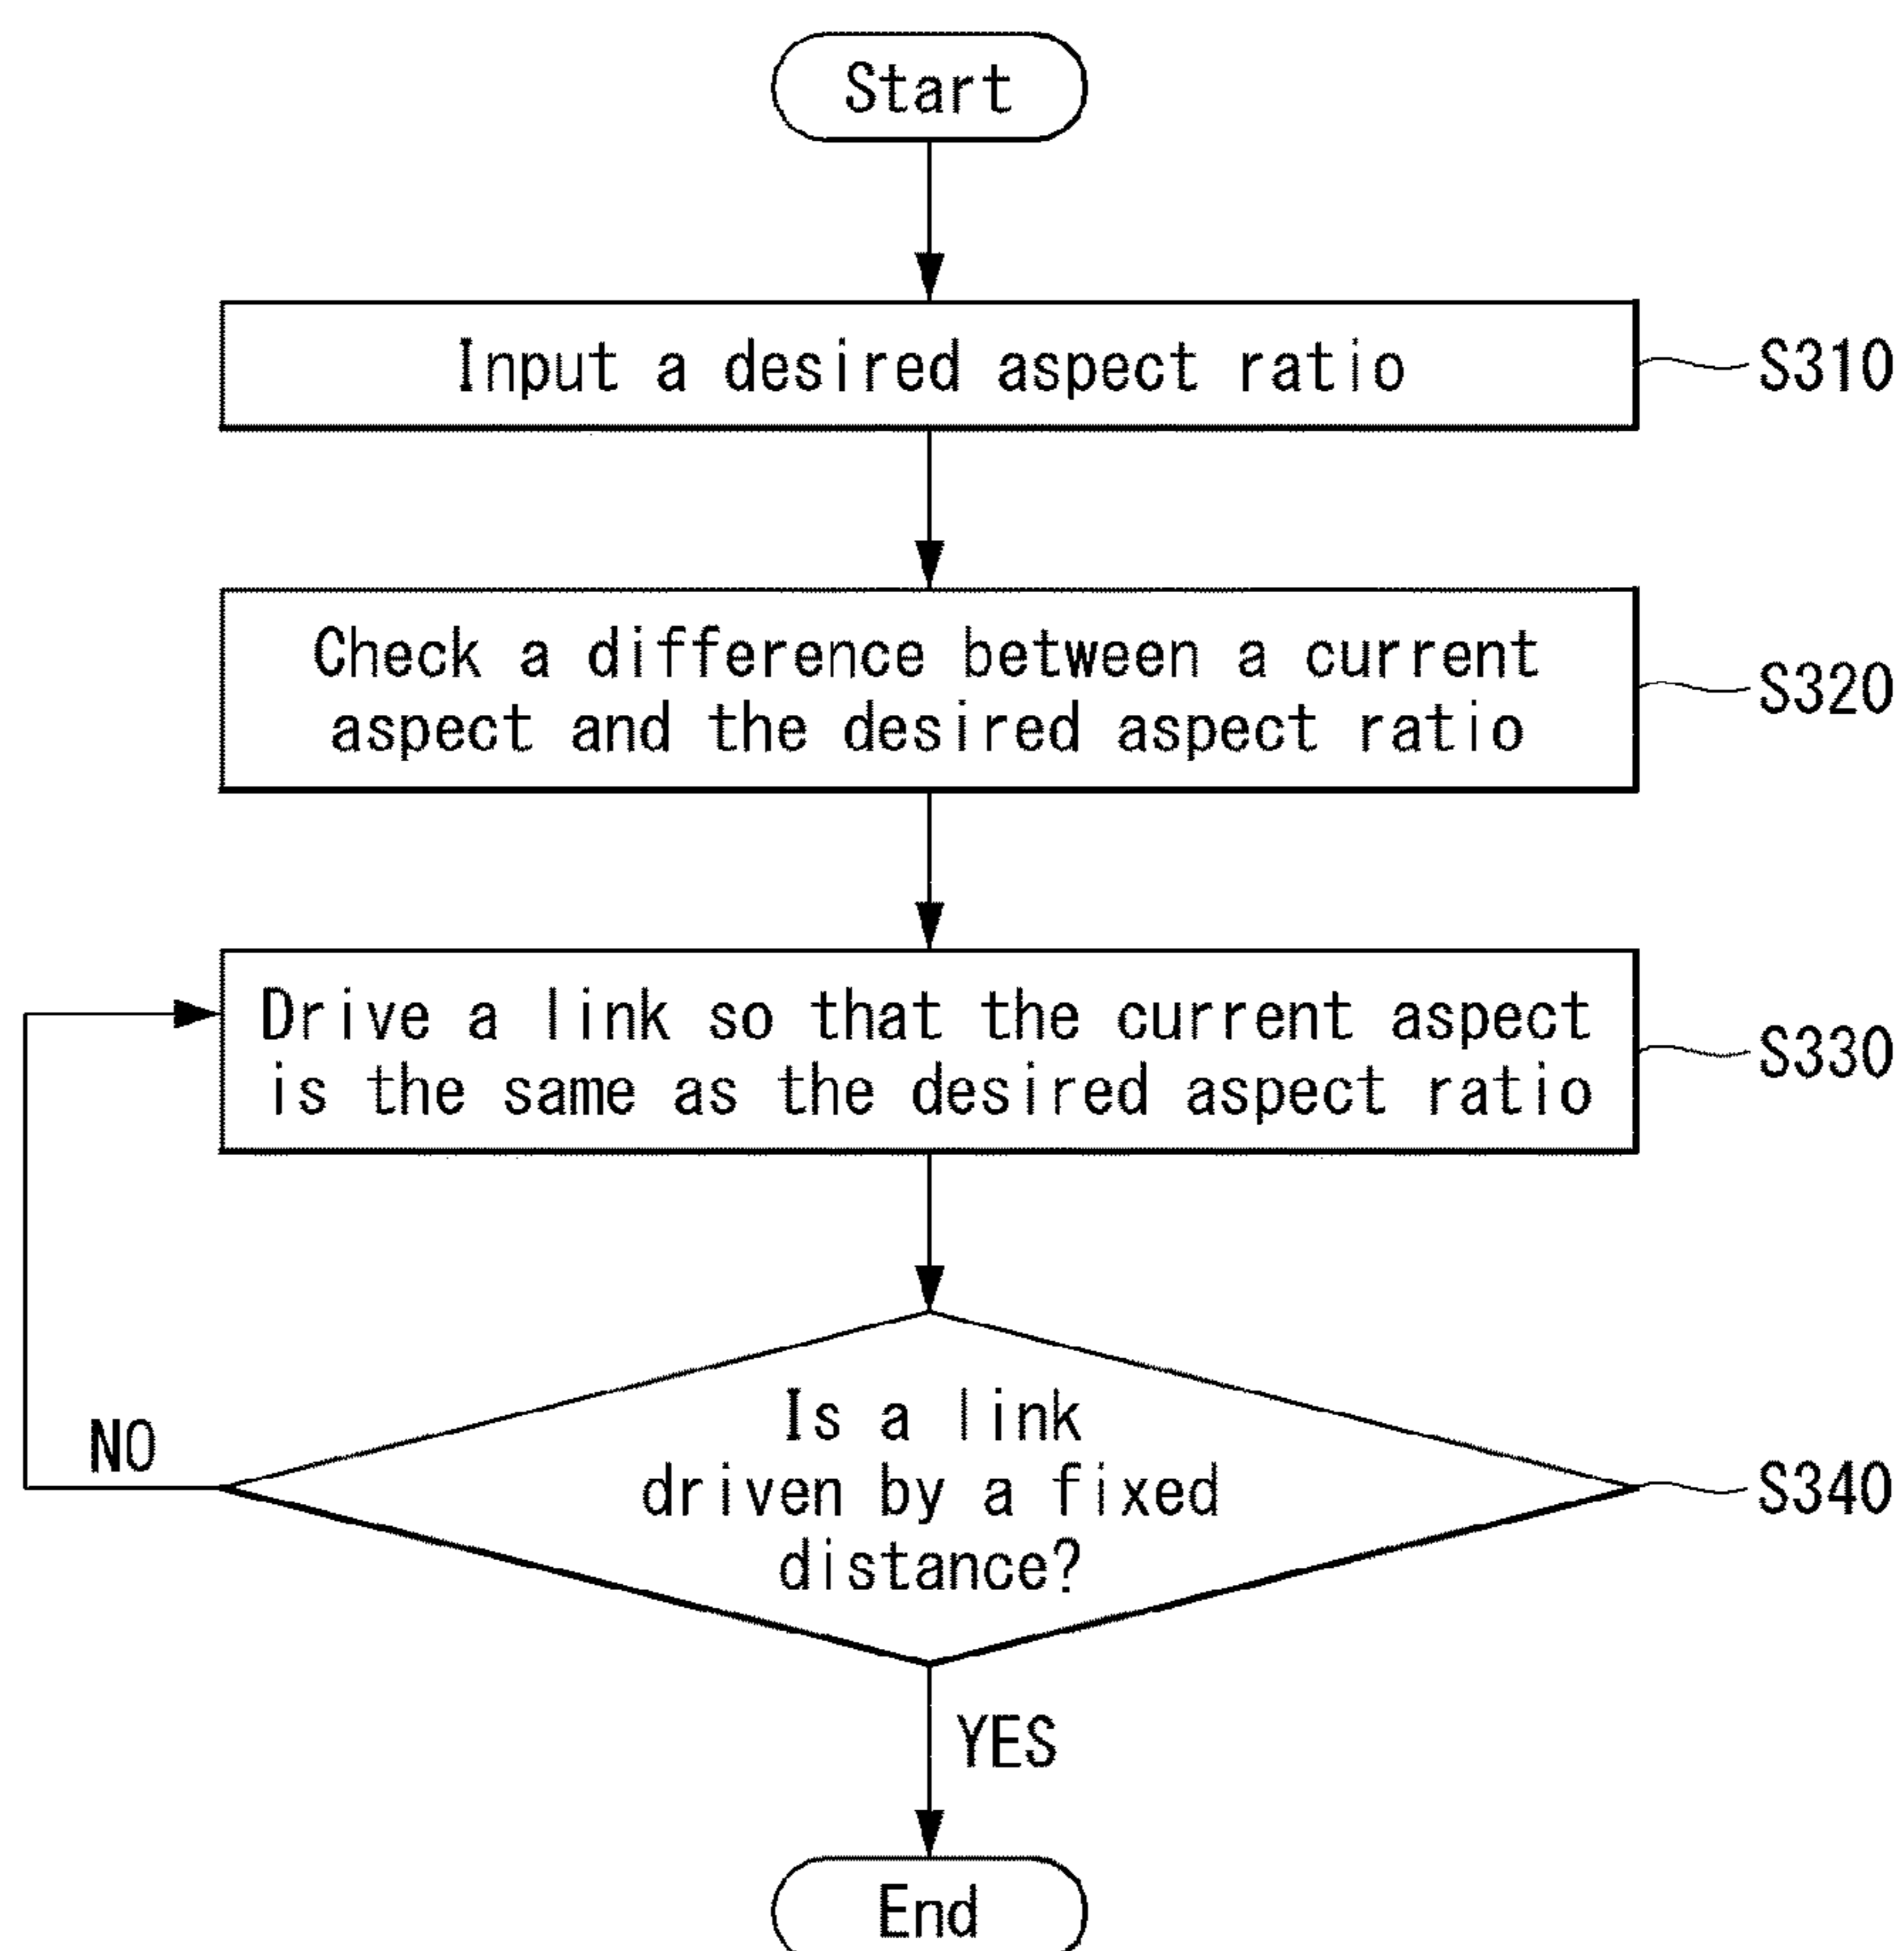 Start
Input a desired aspect ratio
S310
Check a difference between a current
aspect and the desired aspect ratio
S320
Drive a link so that the current aspect
is the same as the desired aspect ratio
S330
Is a link
driven by a fixed
distance?
S340
NO
YES
End